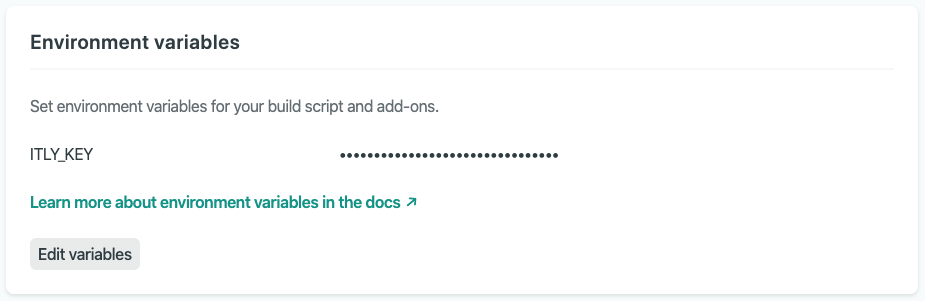 Environment variables
Set environment variables for your build script and add-ons.
ITLY_KEY ••••••••••••••••••••••••••••••••
Learn more about environment variables in the docs ↗
Edit variables